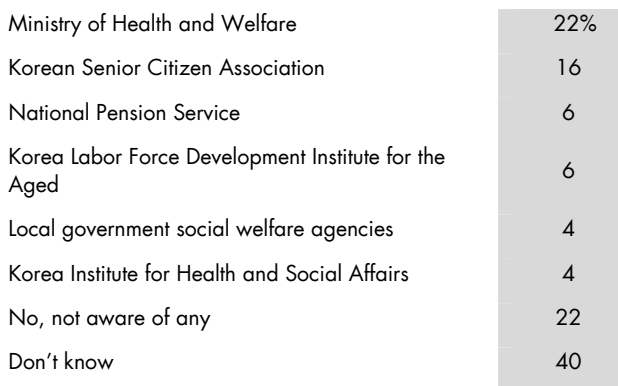 Ministry of Health and Welfare 22%
Korean Senior Citizen Association 16
National Pension Service 6
Korea Labor Force Development Institute for the
Aged 6
Local government social welfare agencies 4
Korea Institute for Health and Social Affairs 4
No, not aware of any 22
Don’t know 40